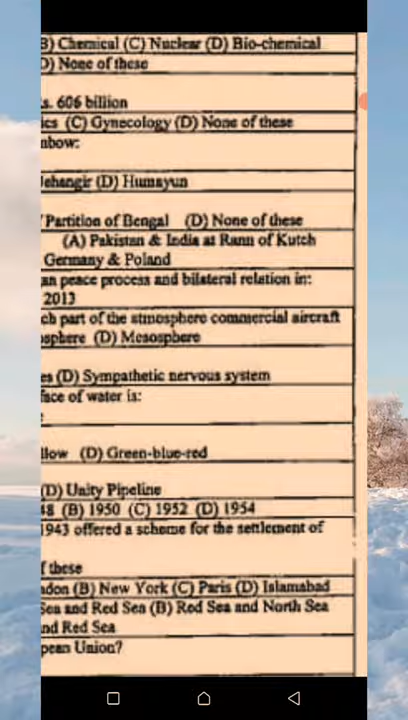 B) Chemical (C) Nuclear (D) Bio-chemical
D) None of these
s. 606 billion
ics (C) Gynecology (D) None of these
nbow:
Jehangir (D) Humayun
Partition of Bengal (D) None of these
(A) Pakistan & India at Rann of Kutch
Germany & Poland
an peace process and bilateral relation in:
2013
ch part of the atmosphere commercial aircraft
osphere (D) Mesosphere
es (D) Sympathetic nervous system
face of water is:
llow (D) Green-blue-red
(D) Unity Pipeline
48 (B) 1950 (C) 1952 (D) 1954
1943 offered a scheme for the settlement of
f these
ndon (B) New York (C) Paris (D) Islamabad
Sea and Red Sea (B) Red Sea and North Sea
nd Red Sea
pean Union?